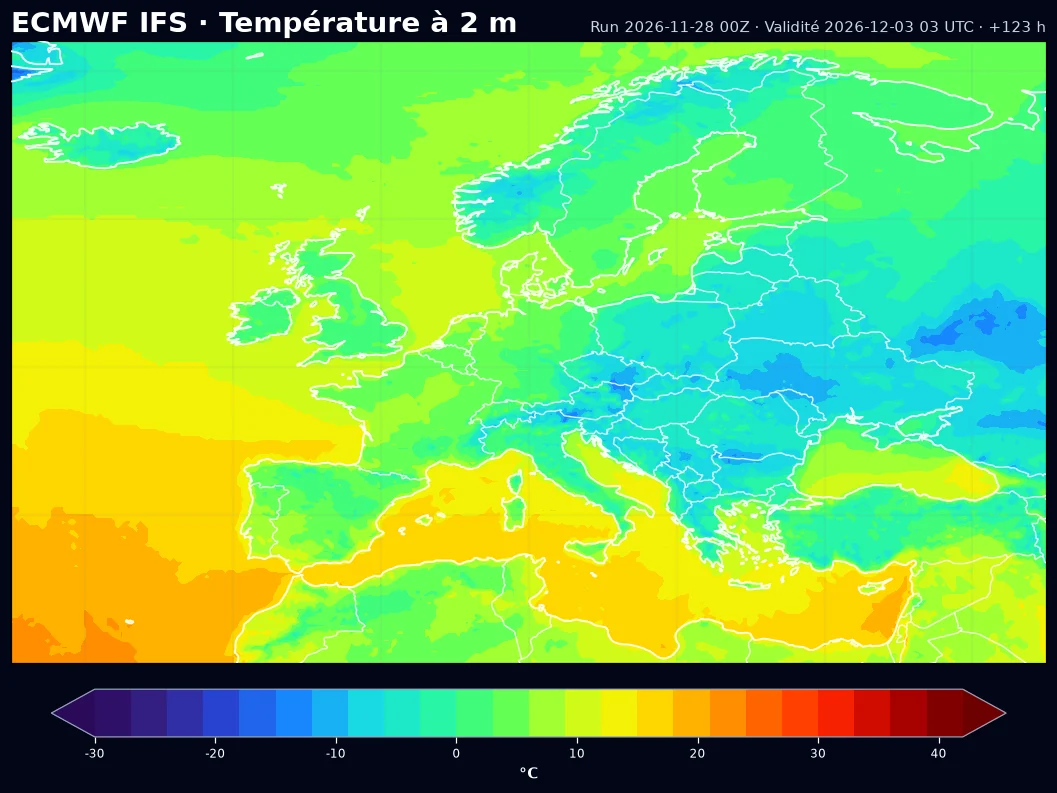 ECMWF IFS · Température à 2 m
Run 2026-11-28 00Z · Validité 2026-12-03 03 UTC · +123 h
-30 -20 -10 0 10 20 30 40
°C